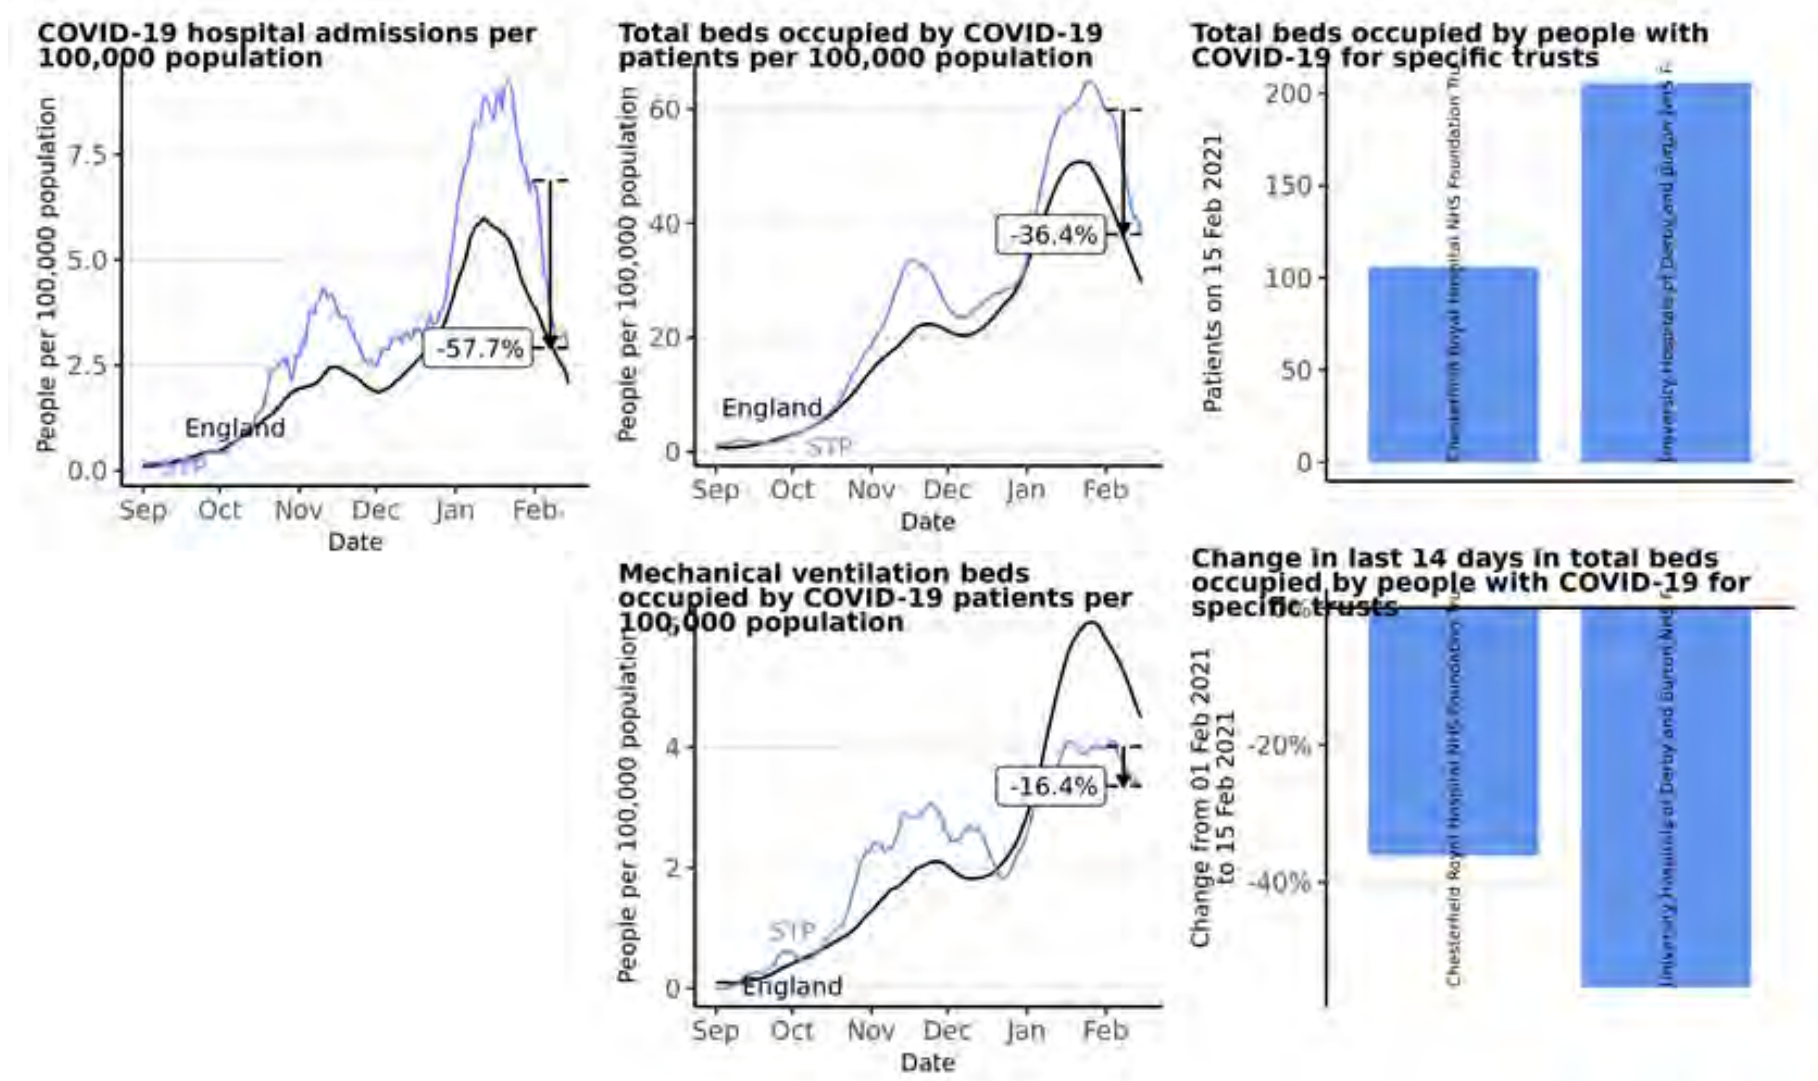 COVID-19 hospital admissions per
100,000 population
People per 100,000 population
7.5
5.0
2.5
0.0
-57.7%
England
STP
Sep Oct Nov Dec Jan Feb
Date
Total beds occupied by COVID-19
patients per 100,000 population
People per 100,000 population
60
40
20
0
-36.4%
England
STP
Sep Oct Nov Dec Jan Feb
Date
Total beds occupied by people with
COVID-19 for specific trusts
Patients on 15 Feb 2021
200
150
100
50
0
Chesterfield Royal Hospital NHS Foundation Tru
University Hospitals of Derby and Burton NHS F
Mechanical ventilation beds
occupied by COVID-19 patients per
100,000 population
People per 100,000 population
6
4
2
0
-16.4%
STP
England
Sep Oct Nov Dec Jan Feb
Date
Change in last 14 days in total beds
occupied by people with COVID-19 for
specific trusts
Change from 01 Feb 2021
to 15 Feb 2021
0%
-20%
-40%
Chesterfield Royal Hospital NHS Foundation Tru
University Hospitals of Derby and Burton NHS F